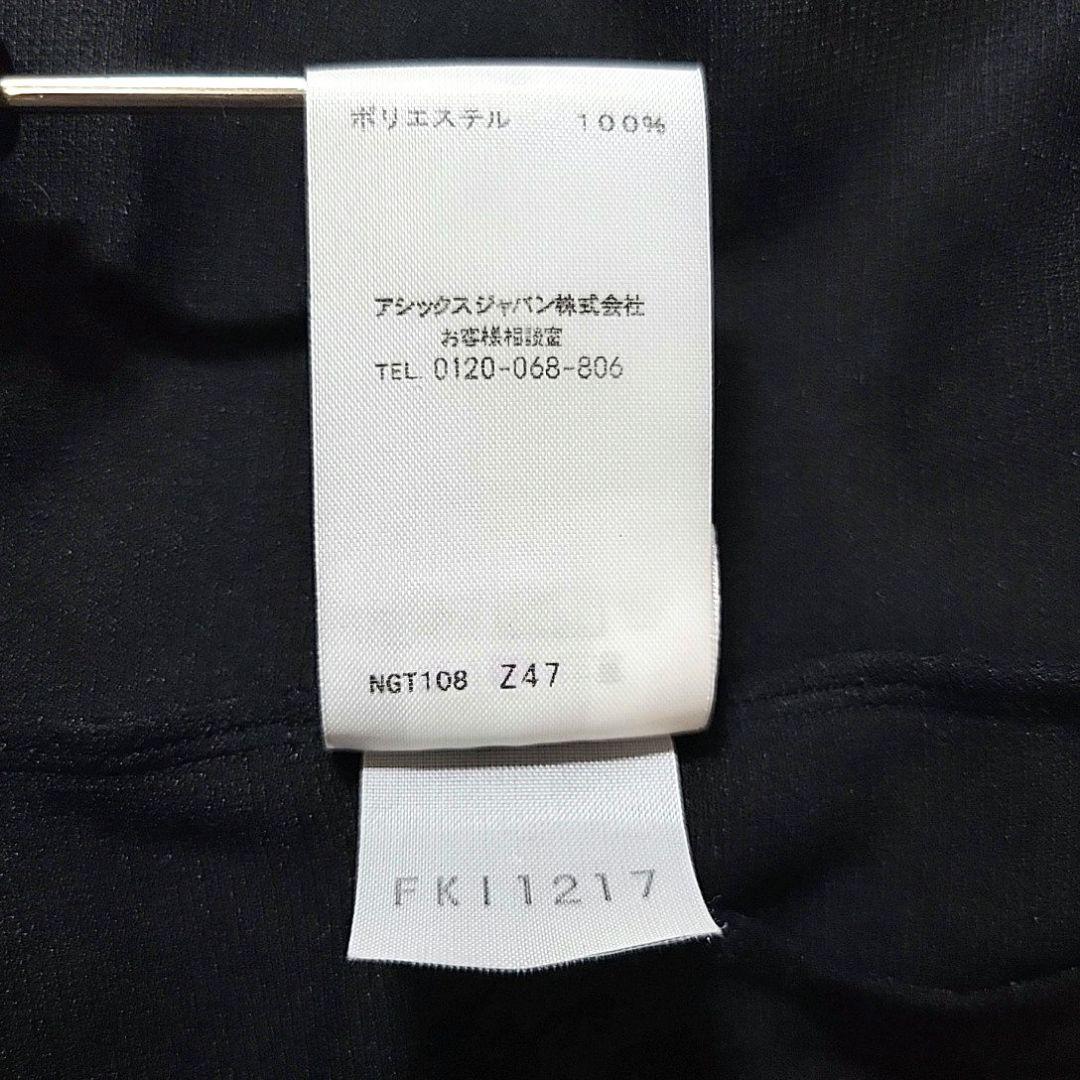 ポリエステル 100%
アシックスジャパン株式会社
お客様相談室
TEL. 0120-068-806
NGT108 Z47
FKI1217